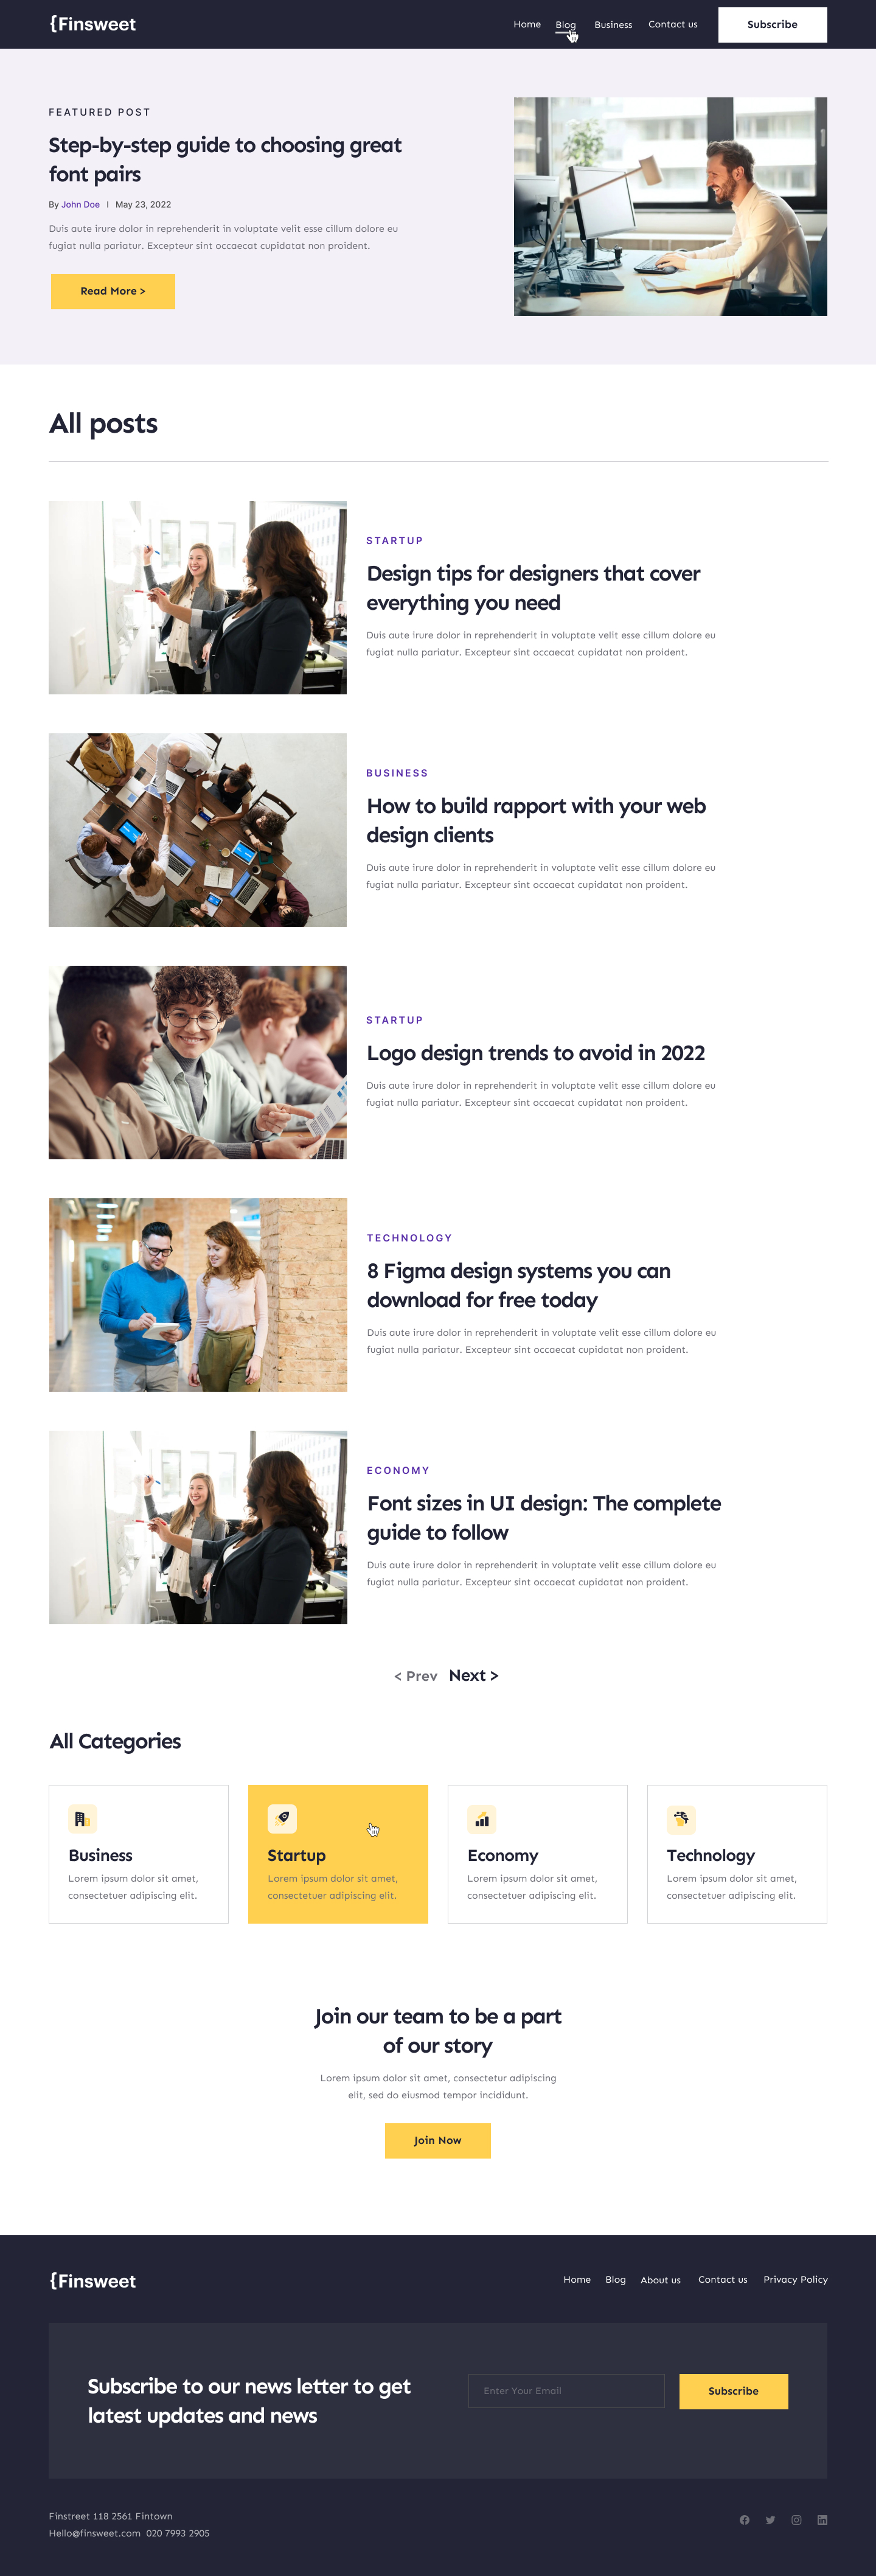 {Finsweet
Home Blog Business Contact us Subscribe
FEATURED POST
Step-by-step guide to choosing great
font pairs
By John Doe | May 23, 2022
Duis aute irure dolor in reprehenderit in voluptate velit esse cillum dolore eu
fugiat nulla pariatur. Excepteur sint occaecat cupidatat non proident.
Read More >
All posts
STARTUP
Design tips for designers that cover
everything you need
Duis aute irure dolor in reprehenderit in voluptate velit esse cillum dolore eu
fugiat nulla pariatur. Excepteur sint occaecat cupidatat non proident.
BUSINESS
How to build rapport with your web
design clients
Duis aute irure dolor in reprehenderit in voluptate velit esse cillum dolore eu
fugiat nulla pariatur. Excepteur sint occaecat cupidatat non proident.
STARTUP
Logo design trends to avoid in 2022
Duis aute irure dolor in reprehenderit in voluptate velit esse cillum dolore eu
fugiat nulla pariatur. Excepteur sint occaecat cupidatat non proident.
TECHNOLOGY
8 Figma design systems you can
download for free today
Duis aute irure dolor in reprehenderit in voluptate velit esse cillum dolore eu
fugiat nulla pariatur. Excepteur sint occaecat cupidatat non proident.
ECONOMY
Font sizes in UI design: The complete
guide to follow
Duis aute irure dolor in reprehenderit in voluptate velit esse cillum dolore eu
fugiat nulla pariatur. Excepteur sint occaecat cupidatat non proident.
< Prev Next >
All Categories
Business
Lorem ipsum dolor sit amet,
consectetuer adipiscing elit.
Startup
Lorem ipsum dolor sit amet,
consectetuer adipiscing elit.
Economy
Lorem ipsum dolor sit amet,
consectetuer adipiscing elit.
Technology
Lorem ipsum dolor sit amet,
consectetuer adipiscing elit.
Join our team to be a part
of our story
Lorem ipsum dolor sit amet, consectetur adipiscing
elit, sed do eiusmod tempor incididunt.
Join Now
{Finsweet
Home Blog About us Contact us Privacy Policy
Subscribe to our news letter to get
latest updates and news
Enter Your Email
Subscribe
Finstreet 118 2561 Fintown
Hello@finsweet.com 020 7993 2905